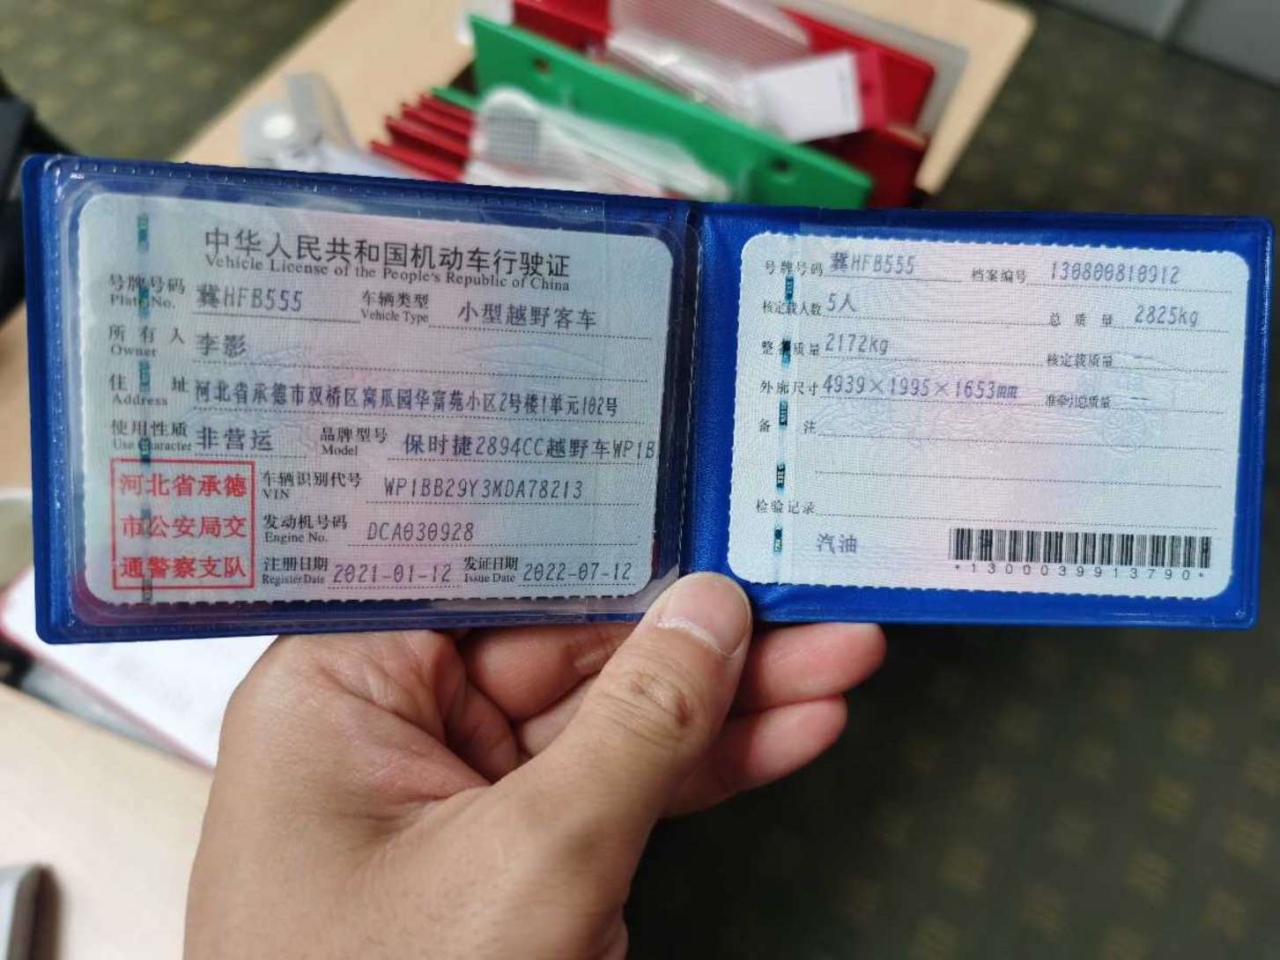 中华人民共和国机动车行驶证
Vehicle License of the People's Republic of China
号牌号码 冀HFB555 车辆类型 小型越野客车
Plate No. Vehicle Type
所有人 李影
Owner
住址 河北省承德市双桥区窝瓜园华富苑小区2号楼1单元102号
Address
使用性质 非营运 品牌型号 保时捷2894CC越野车WP1B
Use Character Model
河北省承德
市公安局交
通警察支队
车辆识别代号 WP1BB29Y3MDA78213
VIN
发动机号码 DCA030928
Engine No.
注册日期 2021-01-12 发证日期 2022-07-12
Register Date Issue Date
号牌号码 冀HFB555 档案编号 130800810912
核定载人数 5人 总质量 2825kg
整备质量 2172kg 核定载质量 --
外廓尺寸 4939×1995×1653mm 准牵引总质量 --
备注
检验记录
汽油
*1300039913790*